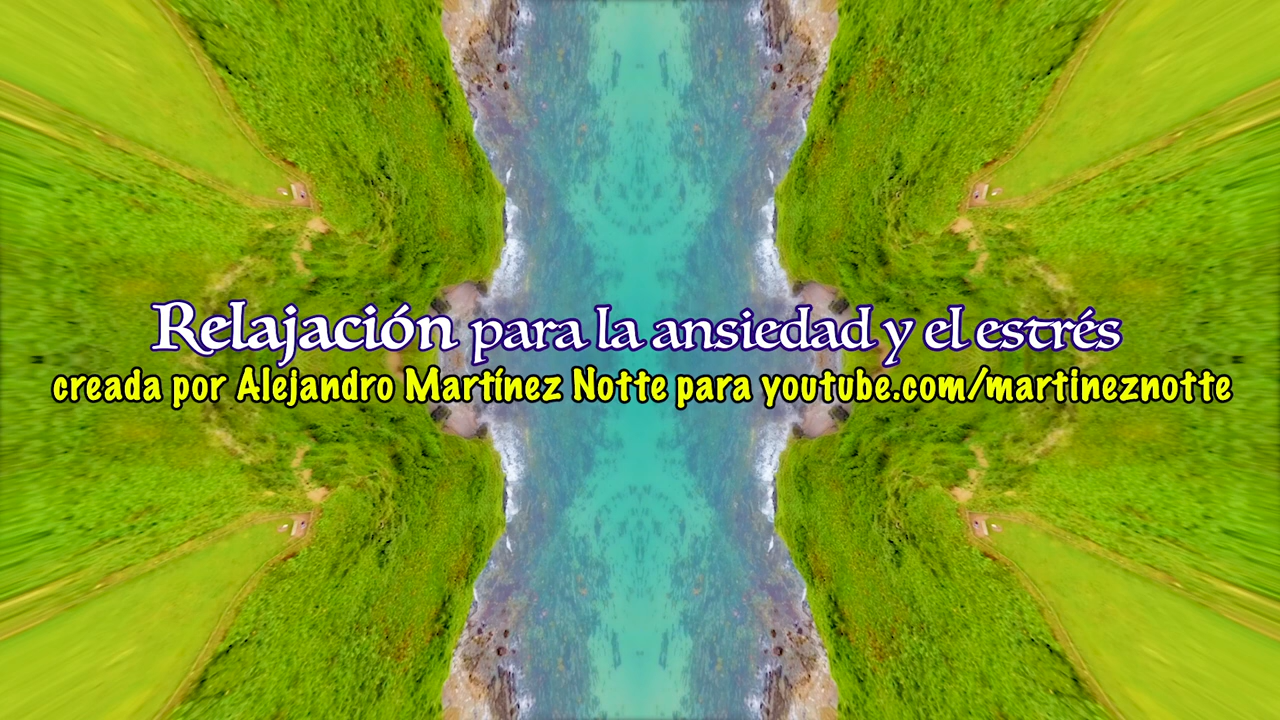 Relajación para la ansiedad y el estrés
creada por Alejandro Martínez Notte para youtube.com/martineznotte